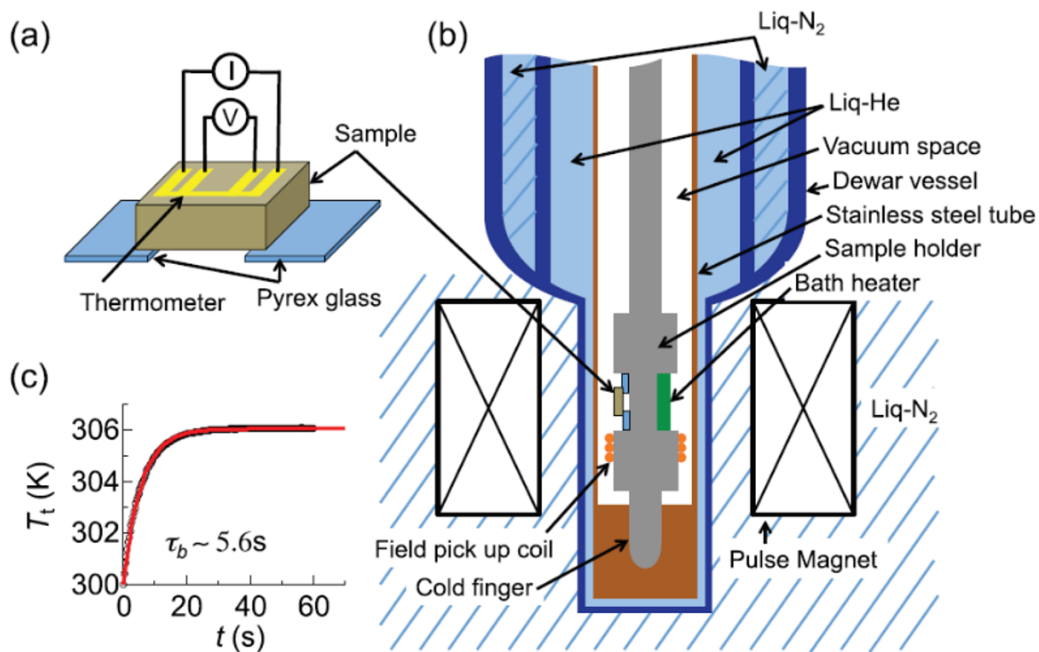 (a)
I
V
Sample
Thermometer
Pyrex glass
(b)
Liq-N₂
Liq-He
Vacuum space
Dewar vessel
Stainless steel tube
Sample holder
Bath heater
Liq-N₂
Pulse Magnet
Field pick up coil
Cold finger
(c)
306
304
302
300
Tₜ (K)
τ_b ~ 5.6s
0 20 40 60
t (s)